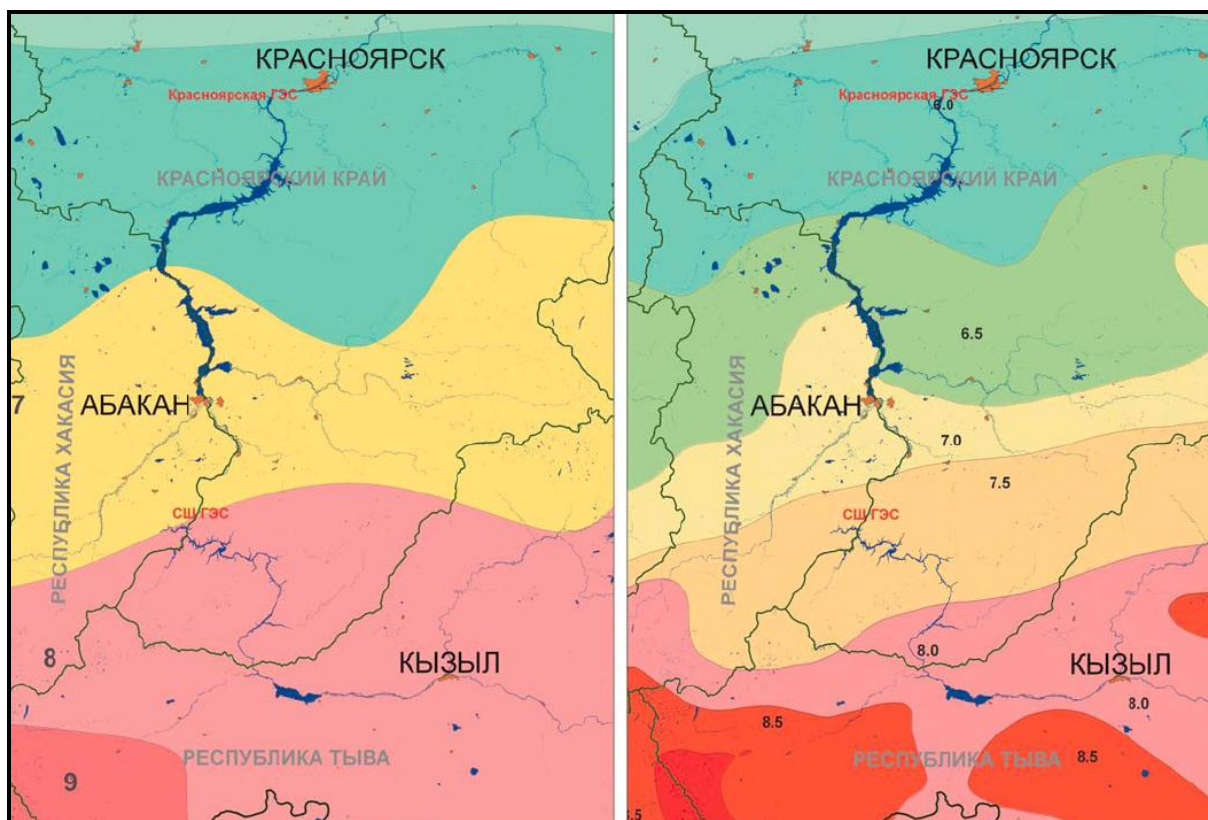 КРАСНОЯРСК
Красноярская ГЭС
КРАСНОЯРСКИЙ КРАЙ
7
РЕСПУБЛИКА ХАКАСИЯ
АБАКАН
СШ ГЭС
8
КЫЗЫЛ
РЕСПУБЛИКА ТЫВА
9
КРАСНОЯРСК
Красноярская ГЭС
6.0
КРАСНОЯРСКИЙ КРАЙ
6.5
РЕСПУБЛИКА ХАКАСИЯ
АБАКАН
7.0
7.5
СШ ГЭС
8.0
КЫЗЫЛ
8.0
8.5
РЕСПУБЛИКА ТЫВА
8.5
.5